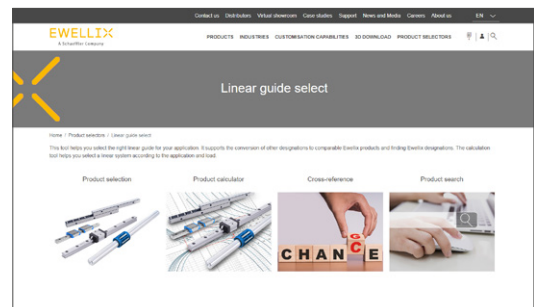 Contact us Distributors Virtual showroom Case studies Support News and Media Careers About us EN
EWELLIX
A Schaeffler Company
PRODUCTS INDUSTRIES CUSTOMISATION CAPABILITIES 3D DOWNLOAD PRODUCT SELECTORS
Linear guide select
Home / Product selectors / Linear guide select
This tool helps you select the right linear guide for your application. It supports the conversion of other designations to comparable Ewellix products and finding Ewellix designations. The calculation
tool helps you select a linear system according to the application and load.
Product selection Product calculator Cross-reference Product search
G
CHANCE